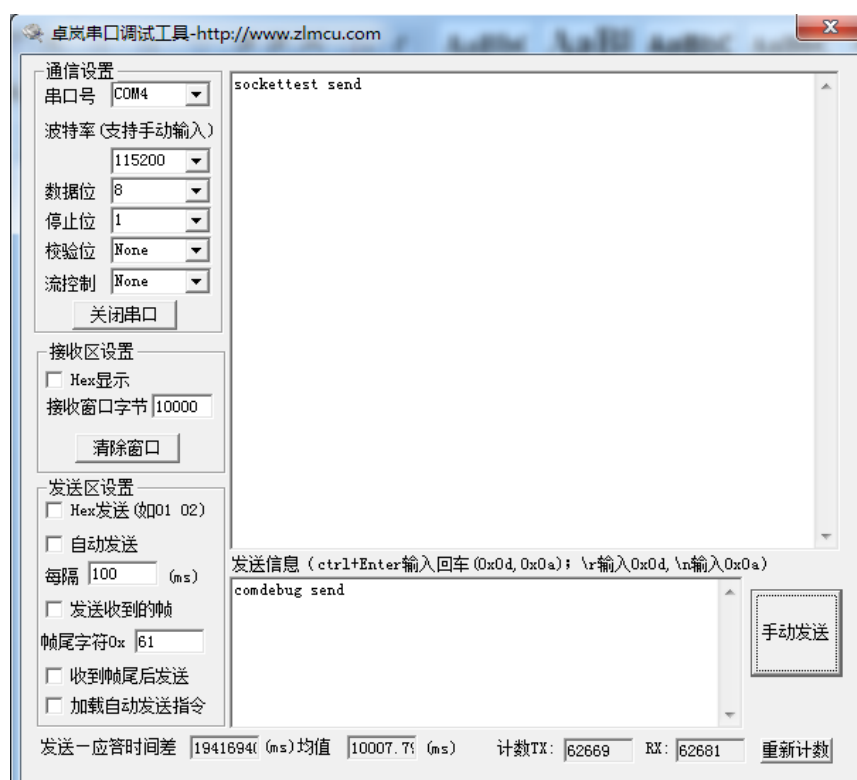 卓岚串口调试工具-http://www.zlmcu.com
通信设置
串口号 COM4
波特率(支持手动输入)
115200
数据位 8
停止位 1
校验位 None
流控制 None
关闭串口
接收区设置
Hex显示
接收窗口字节 10000
清除窗口
发送区设置
Hex发送(如01 02)
自动发送
每隔 100 (ms)
发送收到的帧
帧尾字符0x 61
收到帧尾后发送
加载自动发送指令
sockettest send
发送信息(ctrl+Enter输入回车(0x0d,0x0a); \r输入0x0d,\n输入0x0a)
comdebug send
手动发送
发送一应答时间差 1941694 (ms)均值 10007.7 (ms) 计数TX: 62669 RX: 62681 重新计数